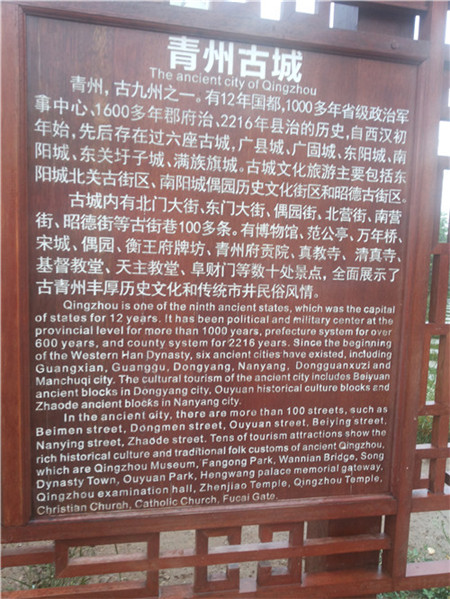 青州古城
The ancient city of Qingzhou
青州，古九州之一。有12年国都，1000多年省级政治军
事中心、1600多年郡府治、2216年县治的历史，自西汉初
年始，先后存在过六座古城，广县城、广固城、东阳城、南
阳城、东关圩子城、满族旗城。古城文化旅游主要包括东
阳城北关古街区、南阳城偶园历史文化街区和昭德古街区。
古城内有北门大街、东门大街、偶园街、北营街、南营
街、昭德街等古街巷100多条。有博物馆、范公亭、万年桥、
宋城、偶园、衡王府牌坊、青州府贡院、真教寺、清真寺、
基督教堂、天主教堂、阜财门等数十处景点，全面展示了
古青州丰厚历史文化和传统市井民俗风情。
Qingzhou is one of the ninth ancient states, which was the capital
of states for 12 years. It has been political and military center at the
provincial level for more than 1000 years, prefecture system for over
600 years, and county system for 2216 years. Since the beginning
of the Western Han Dynasty, six ancient cities have existed, including
Guangxian, Guanggu, Dongyang, Nanyang, Dongguanxuzi and
Manchuqi city. The cultural tourism of the ancient city includes Beiyuan
ancient blocks in Dongyang city, Ouyuan historical culture blocks and
Zhaode ancient blocks in Nanyang city.
In the ancient city, there are more than 100 streets, such as
Beimen street, Dongmen street, Ouyuan street, Beiying street,
Nanying street, Zhaode street. Tens of tourism attractions show the
rich historical culture and traditional folk customs of ancient Qingzhou,
which are Qingzhou Museum, Fangong Park, Wannian Bridge, Song
Dynasty Town, Ouyuan Park, Hengwang palace memorial gateway,
Qingzhou examination hall, Zhenjiao Temple, Qingzhou Temple,
Christian Church, Catholic Church, Fucai Gate.